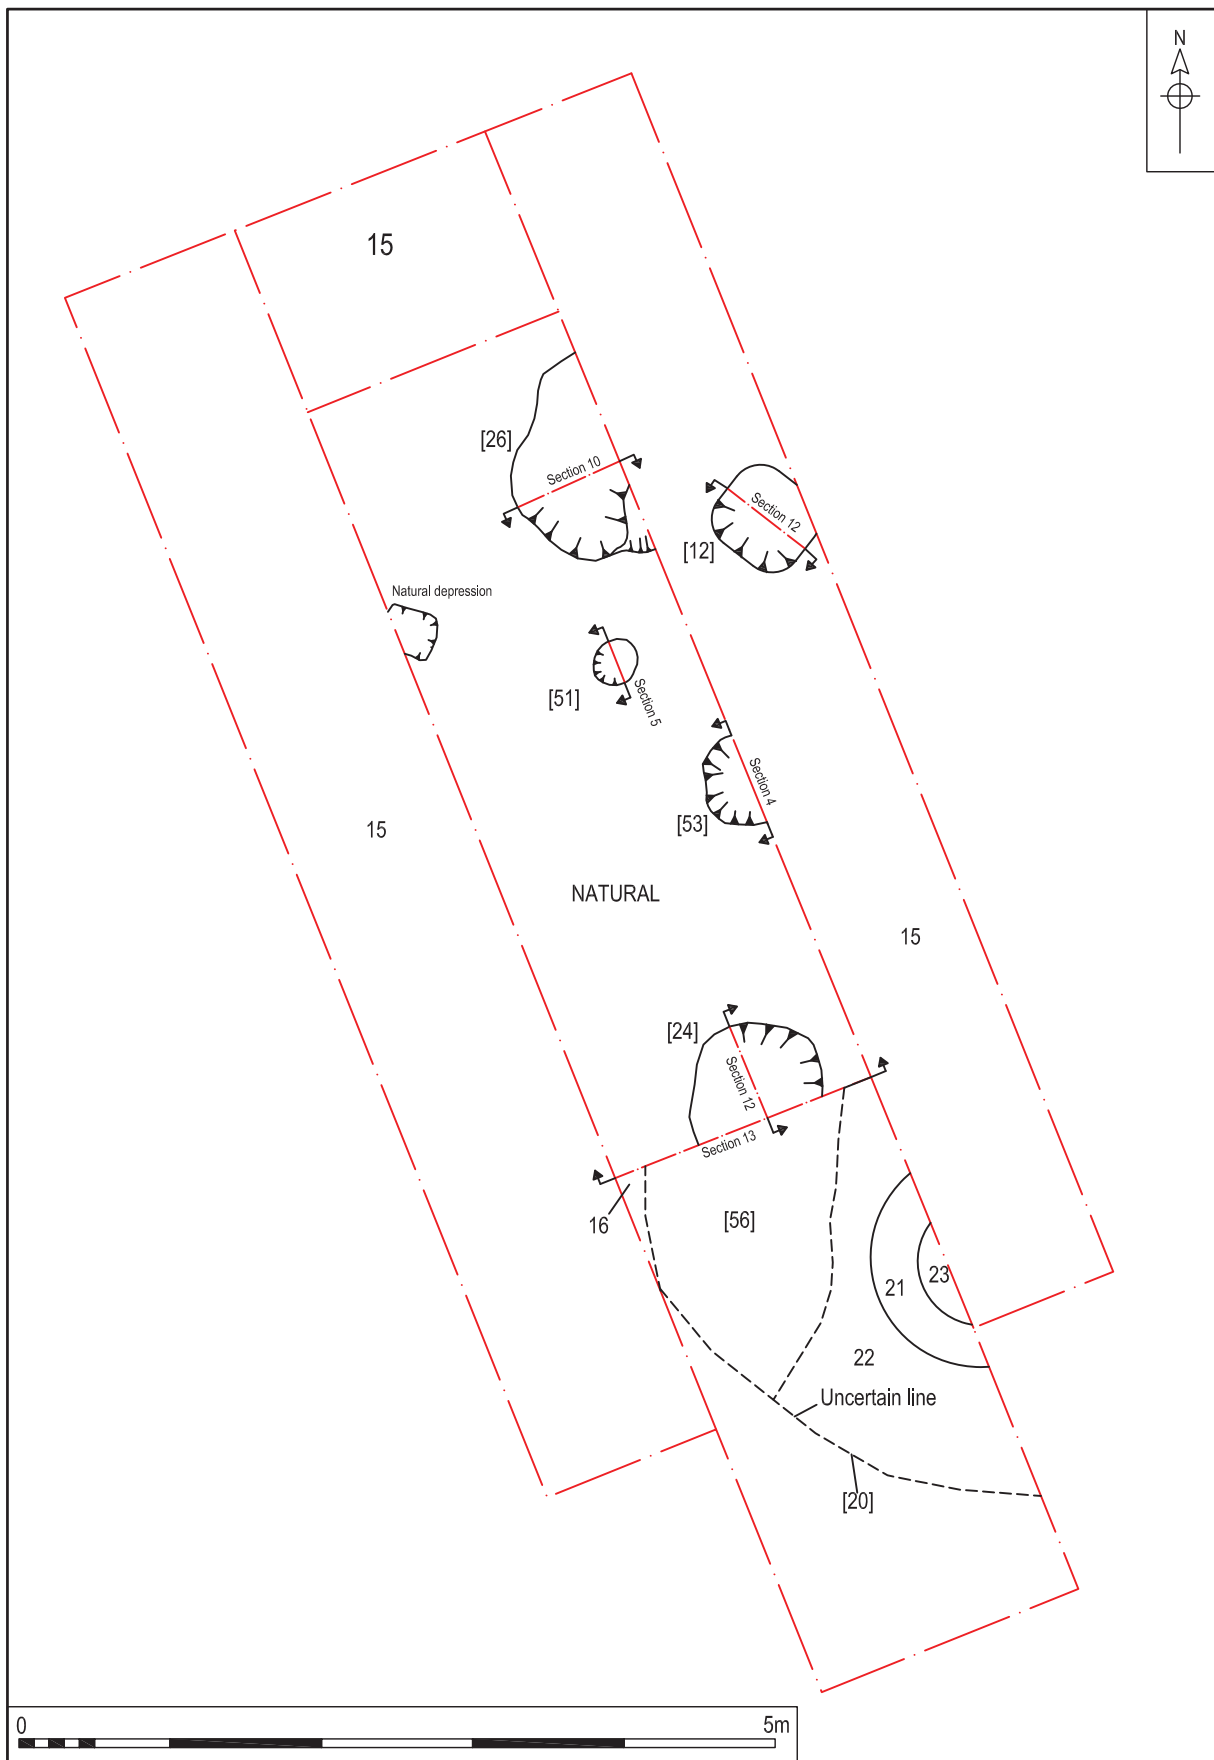 N
15
[26]
Section 10
Section 12
[12]
Natural depression
[51]
Section 5
Section 4
[53]
15
NATURAL
15
[24]
Section 12
Section 13
16
[56]
21
23
22
Uncertain line
[20]
0
5m